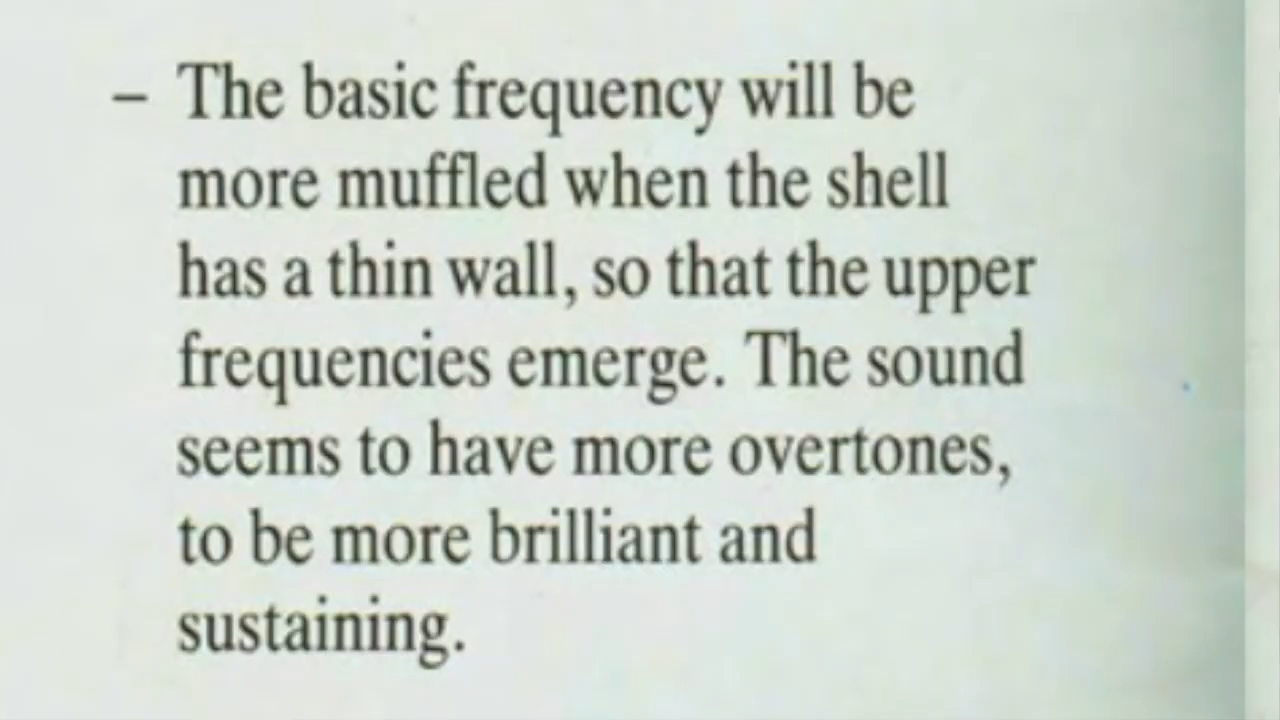 – The basic frequency will be
more muffled when the shell
has a thin wall, so that the upper
frequencies emerge. The sound
seems to have more overtones,
to be more brilliant and
sustaining.